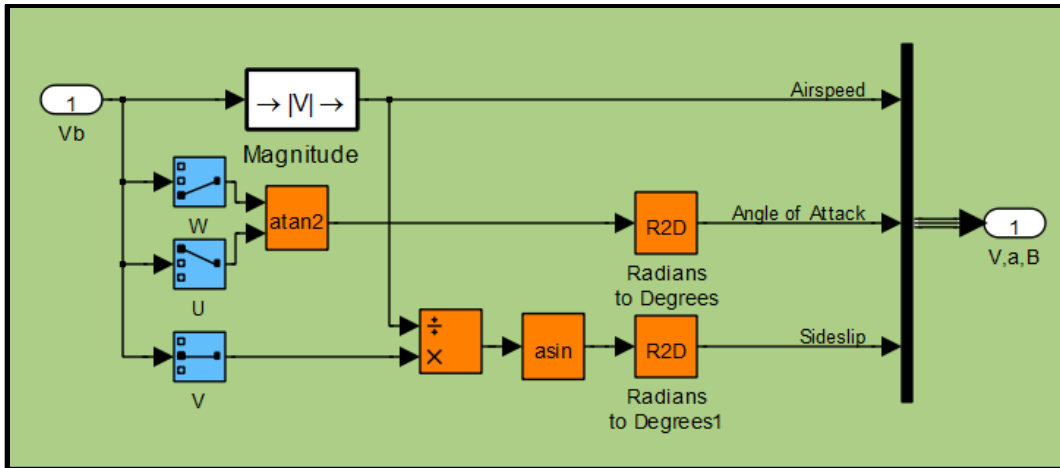 1
Vb
→ |V| →
Magnitude
Airspeed
W
atan2
R2D
Angle of Attack
Radians
to Degrees
1
V,a,B
U
÷
×
asin
R2D
Sideslip
Radians
to Degrees1
V